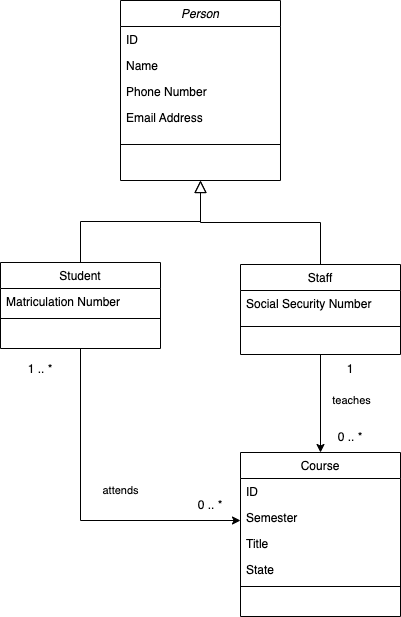 Person
ID
Name
Phone Number
Email Address
Student
Matriculation Number
Staff
Social Security Number
1 .. *
1
teaches
0 .. *
attends
0 .. *
Course
ID
Semester
Title
State